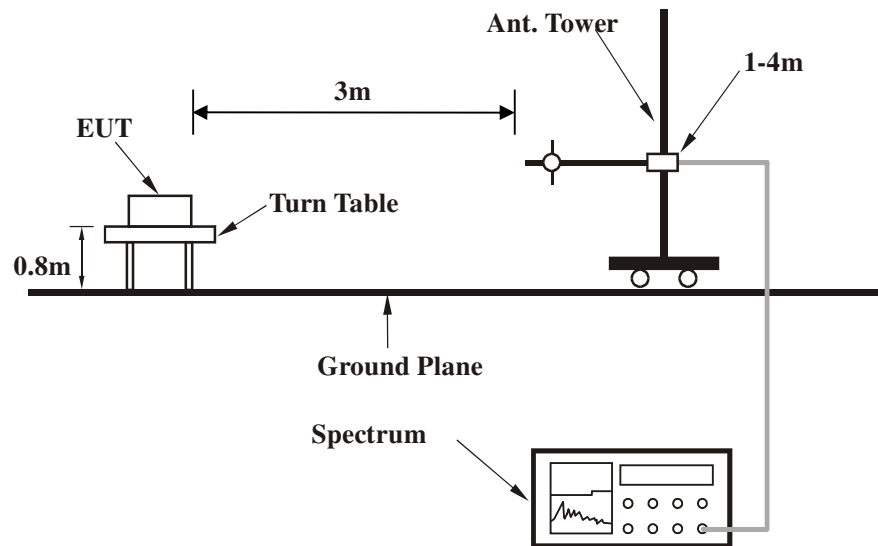 Ant. Tower
1-4m
3m
EUT
Turn Table
0.8m
Ground Plane
Spectrum